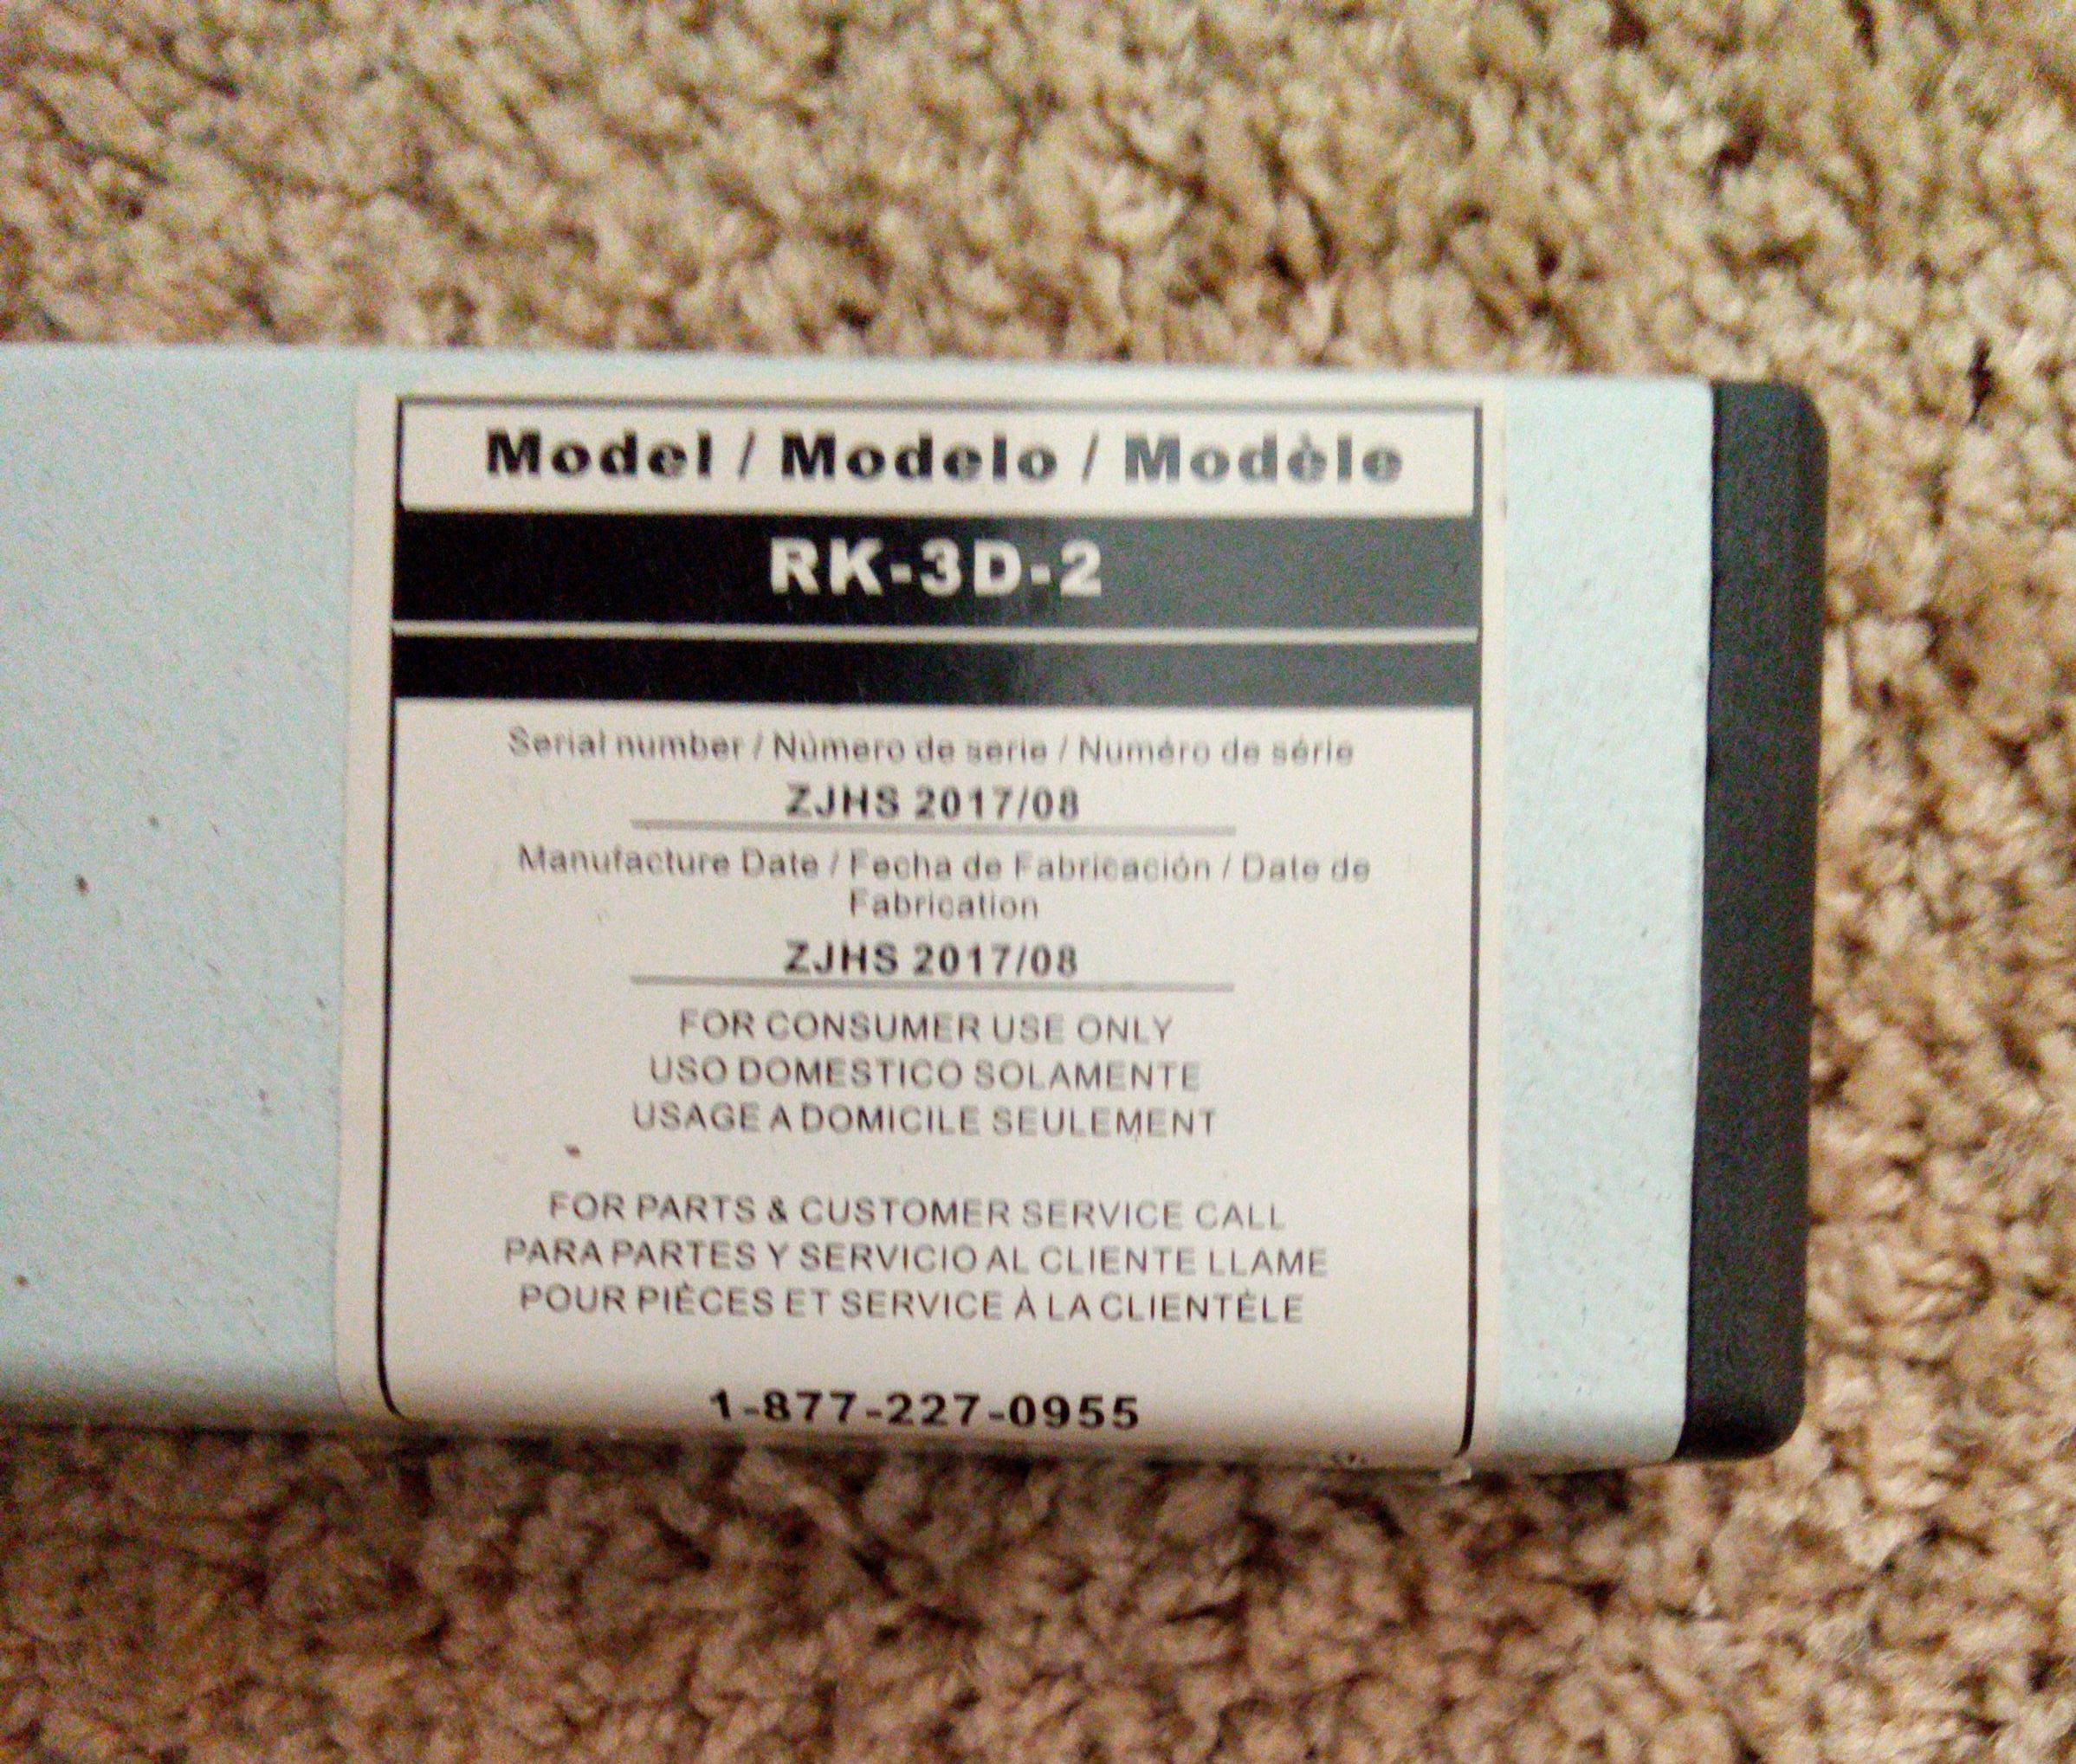 Model / Modelo / Modèle
RK-3D-2
Serial number / Número de serie / Numéro de série
ZJHS 2017/08
Manufacture Date / Fecha de Fabricación / Date de
Fabrication
ZJHS 2017/08
FOR CONSUMER USE ONLY
USO DOMESTICO SOLAMENTE
USAGE A DOMICILE SEULEMENT
FOR PARTS & CUSTOMER SERVICE CALL
PARA PARTES Y SERVICIO AL CLIENTE LLAME
POUR PIÈCES ET SERVICE À LA CLIENTÈLE
1-877-227-0955